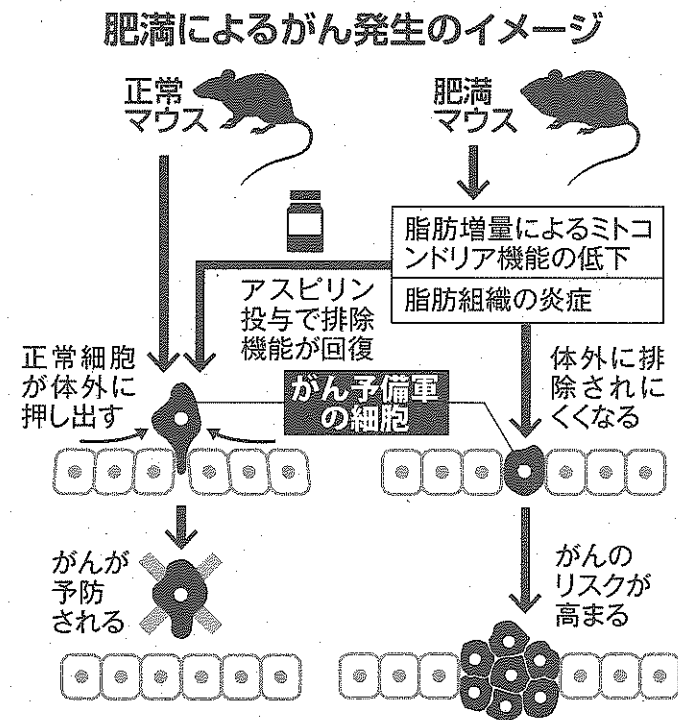 肥満によるがん発生のイメージ
正常
マウス
肥満
マウス
脂肪増量によるミトコ
ンドリア機能の低下
脂肪組織の炎症
アスピリン
投与で排除
機能が回復
正常細胞
が体外に
押し出す
がん予備軍
の細胞
体外に排
除されに
くくなる
がんが
予防
される
がんの
リスクが
高まる